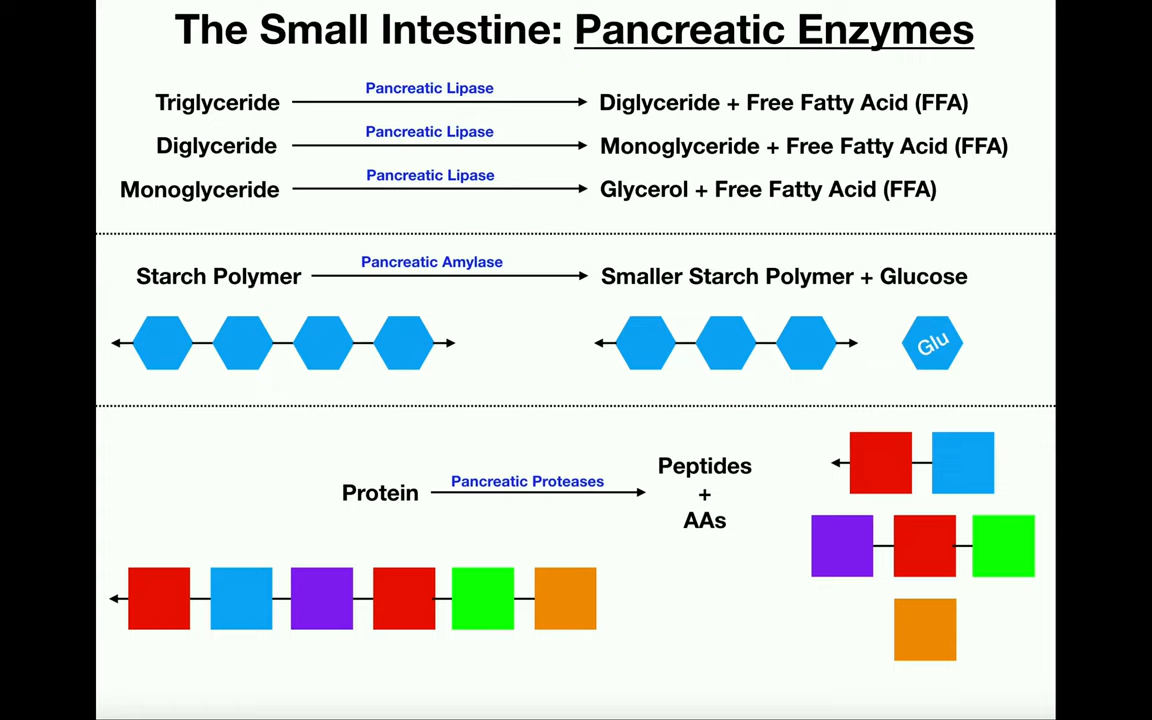 The Small Intestine: Pancreatic Enzymes
Pancreatic Lipase
Triglyceride
Diglyceride + Free Fatty Acid (FFA)
Pancreatic Lipase
Diglyceride
Monoglyceride + Free Fatty Acid (FFA)
Pancreatic Lipase
Monoglyceride
Glycerol + Free Fatty Acid (FFA)
Pancreatic Amylase
Starch Polymer
Smaller Starch Polymer + Glucose
Glu
Pancreatic Proteases
Protein
Peptides
+
AAs